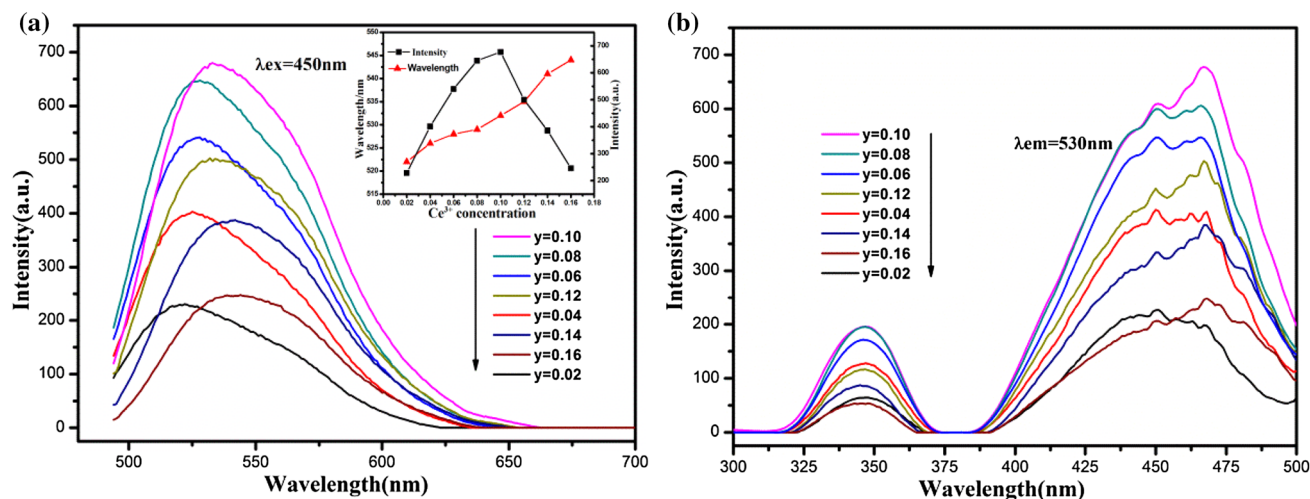 (a)
700
600
500
400
300
200
100
0
Intensity(a.u.)
500
550
600
650
700
Wavelength(nm)
λex=450nm
550
545
540
535
530
525
520
515
Wavelength/nm
Intensity
Wavelength
700
600
500
400
300
200
Intensity(a.u.)
0.00 0.02 0.04 0.06 0.08 0.10 0.12 0.14 0.16 0.18
Ce³⁺ concentration
y=0.10
y=0.08
y=0.06
y=0.12
y=0.04
y=0.14
y=0.16
y=0.02
(b)
700
600
500
400
300
200
100
0
Intensity(a.u.)
300
325
350
375
400
425
450
475
500
Wavelength(nm)
y=0.10
y=0.08
y=0.06
y=0.12
y=0.04
y=0.14
y=0.16
y=0.02
λem=530nm